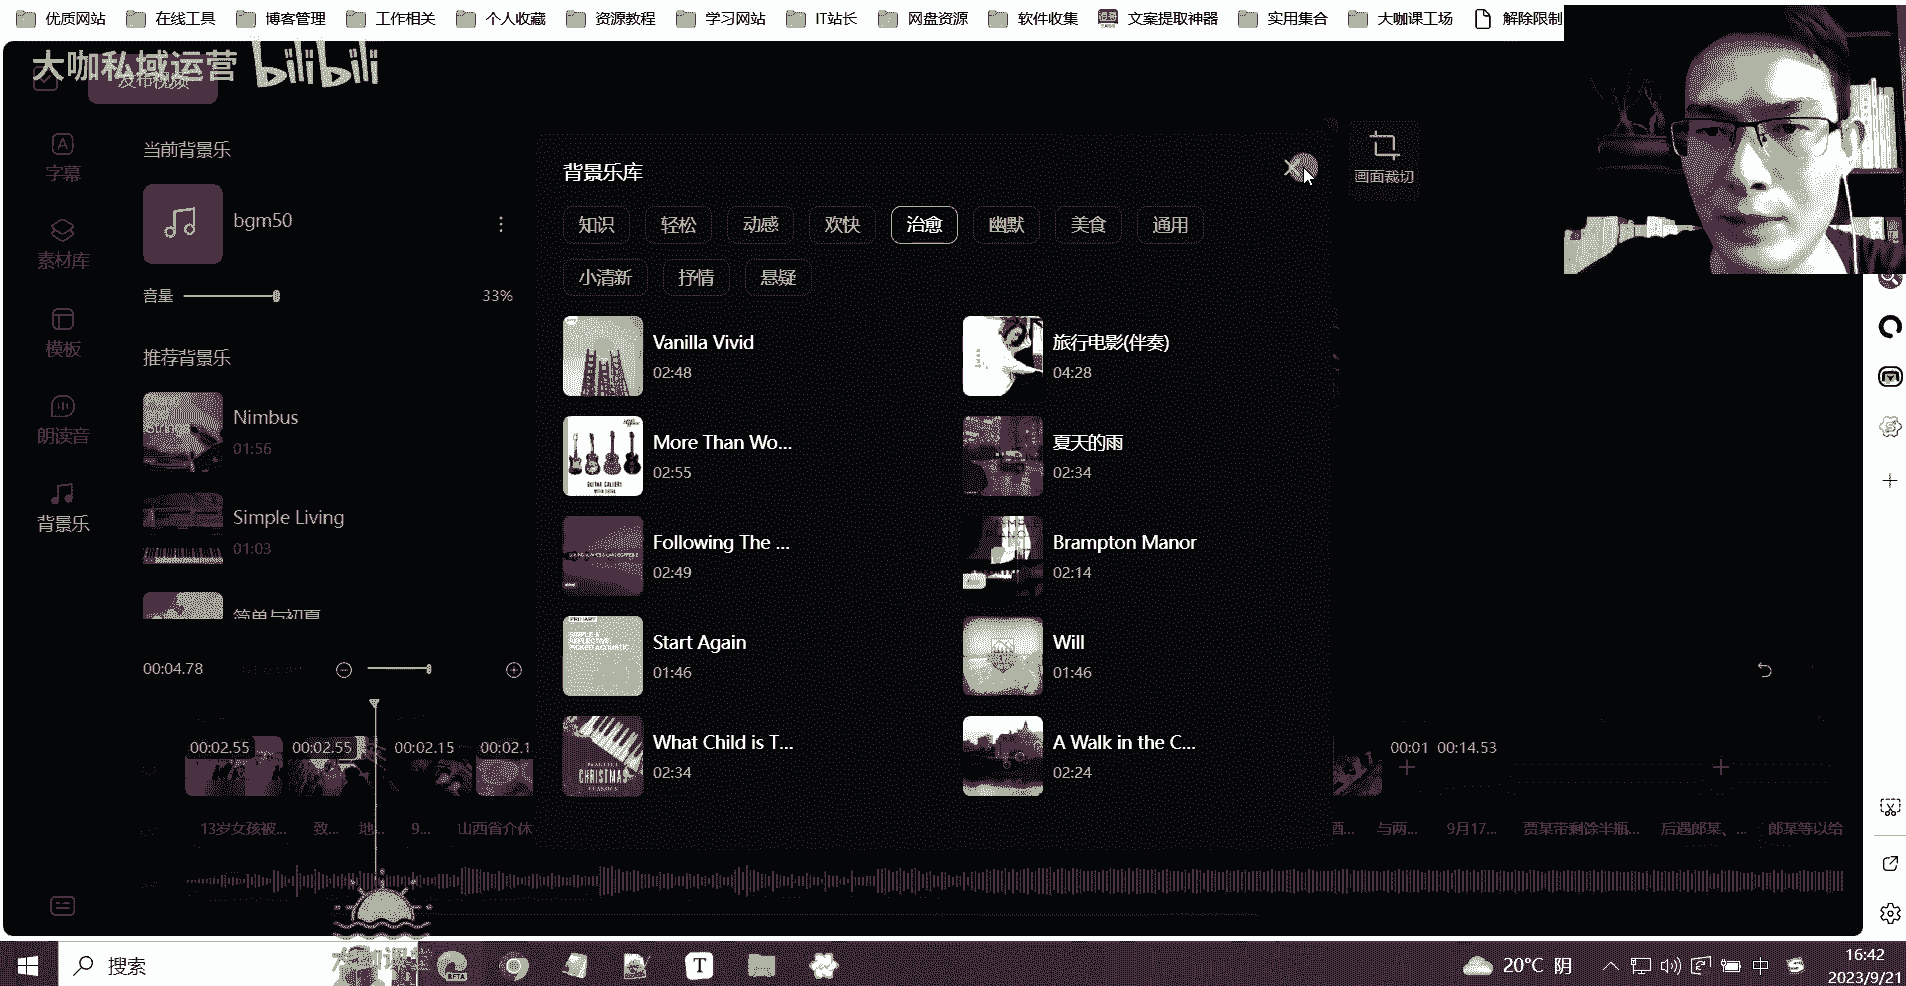 优质网站 在线工具 博客管理 工作相关 个人收藏 资源教程 学习网站 IT站长 网盘资源 软件收集 文案提取神器 实用集合 大咖课工场 解除限制
大咖私域运营 bilibili
发布视频
字幕
素材库
模板
朗读音
背景乐
当前背景乐
bgm50
音量 33%
推荐背景乐
Nimbus
01:56
Simple Living
01:03
简单与初夏
背景乐库
画面裁切
知识 轻松 动感 欢快 治愈 幽默 美食 通用
小清新 抒情 悬疑
Vanilla Vivid
02:48
旅行电影(伴奏)
04:28
More Than Wo...
02:55
夏天的雨
02:34
Following The ...
02:49
Brampton Manor
02:14
Start Again
01:46
Will
01:46
What Child is T...
02:34
A Walk in the C...
02:24
00:04.78
00:02.55 00:02.55 00:02.15 00:02.1 00:01 00:14.53
13岁女孩被... 致... 地... 9... 山西省介休 酒... 与两... 9月17... 贾某带剩馀半瓶... 后遇郎某、... 郎某等以给
搜索
大咖课堂
BETA
T
20°C 阴
中
16:42
2023/9/21